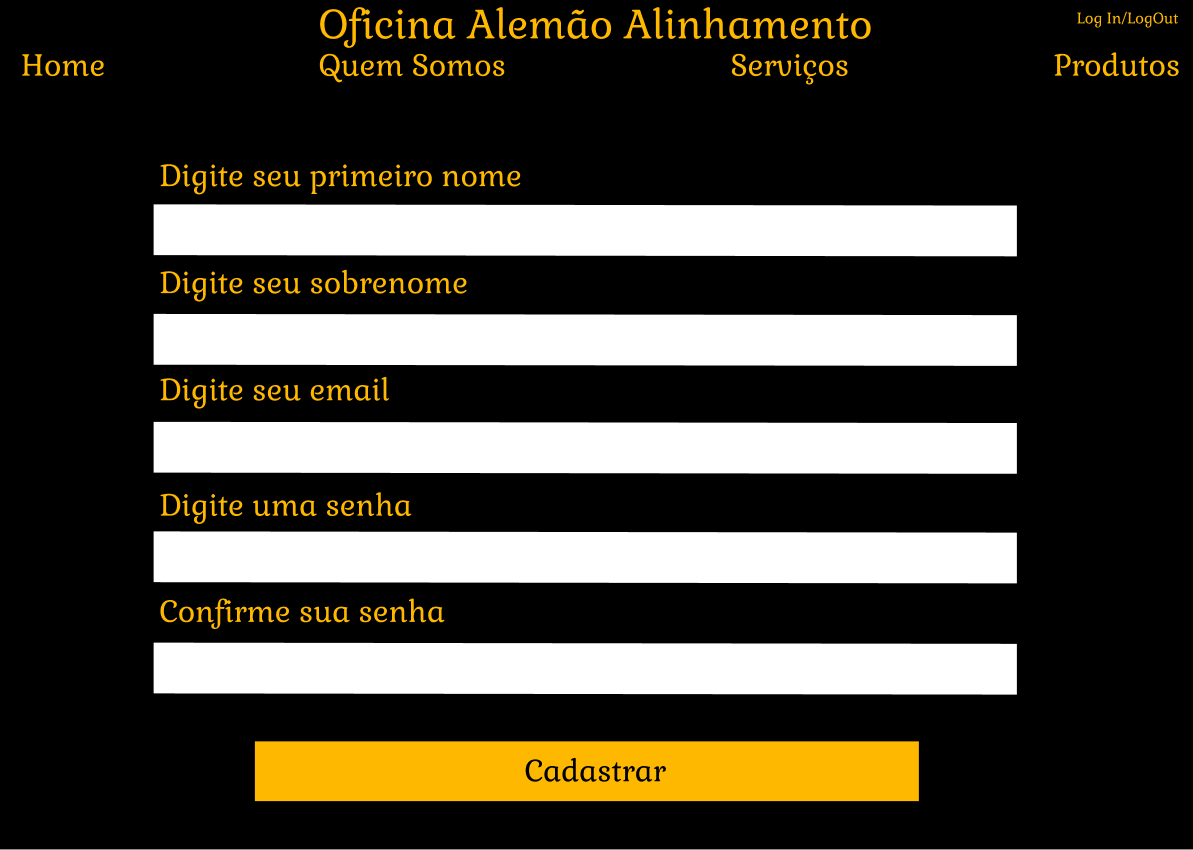 Oficina Alemão Alinhamento
Log In/LogOut
Home Quem Somos Serviços Produtos
Digite seu primeiro nome
Digite seu sobrenome
Digite seu email
Digite uma senha
Confirme sua senha
Cadastrar